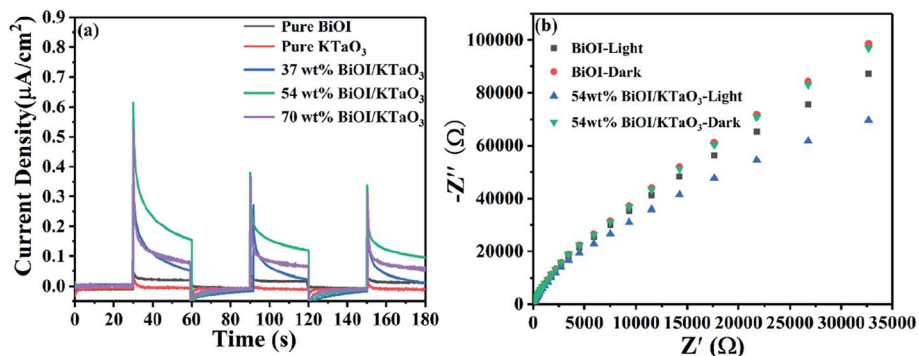 (a)
Pure BiOI
Pure KTaO₃
37 wt% BiOI/KTaO₃
54 wt% BiOI/KTaO₃
70 wt% BiOI/KTaO₃
Current Density(μA/cm²)
0.9
0.8
0.7
0.6
0.5
0.4
0.3
0.2
0.1
0.0
0 20 40 60 80 100 120 140 160 180
Time (s)
(b)
BiOI-Light
BiOI-Dark
54wt% BiOI/KTaO₃-Light
54wt% BiOI/KTaO₃-Dark
-Z″ (Ω)
100000
80000
60000
40000
20000
0
0 5000 10000 15000 20000 25000 30000 35000
Z′ (Ω)